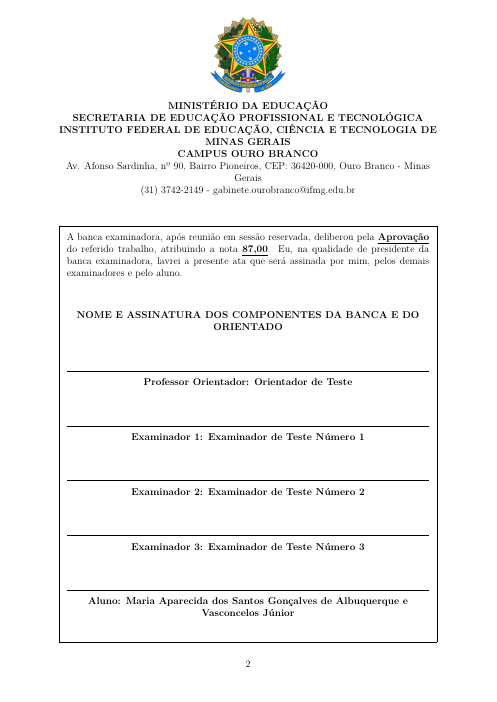 MINISTÉRIO DA EDUCAÇÃO
SECRETARIA DE EDUCAÇÃO PROFISSIONAL E TECNOLÓGICA
INSTITUTO FEDERAL DE EDUCAÇÃO, CIÊNCIA E TECNOLOGIA DE
MINAS GERAIS
CAMPUS OURO BRANCO
Av. Afonso Sardinha, nº 90, Bairro Pioneiros, CEP: 36420-000, Ouro Branco - Minas
Gerais
(31) 3742-2149 - gabinete.ourobranco@ifmg.edu.br
A banca examinadora, após reunião em sessão reservada, deliberou pela Aprovação
do referido trabalho, atribuindo a nota 87,00. Eu, na qualidade de presidente da
banca examinadora, lavrei a presente ata que será assinada por mim, pelos demais
examinadores e pelo aluno.
NOME E ASSINATURA DOS COMPONENTES DA BANCA E DO
ORIENTADO
Professor Orientador: Orientador de Teste
Examinador 1: Examinador de Teste Número 1
Examinador 2: Examinador de Teste Número 2
Examinador 3: Examinador de Teste Número 3
Aluno: Maria Aparecida dos Santos Gonçalves de Albuquerque e
Vasconcelos Júnior
2